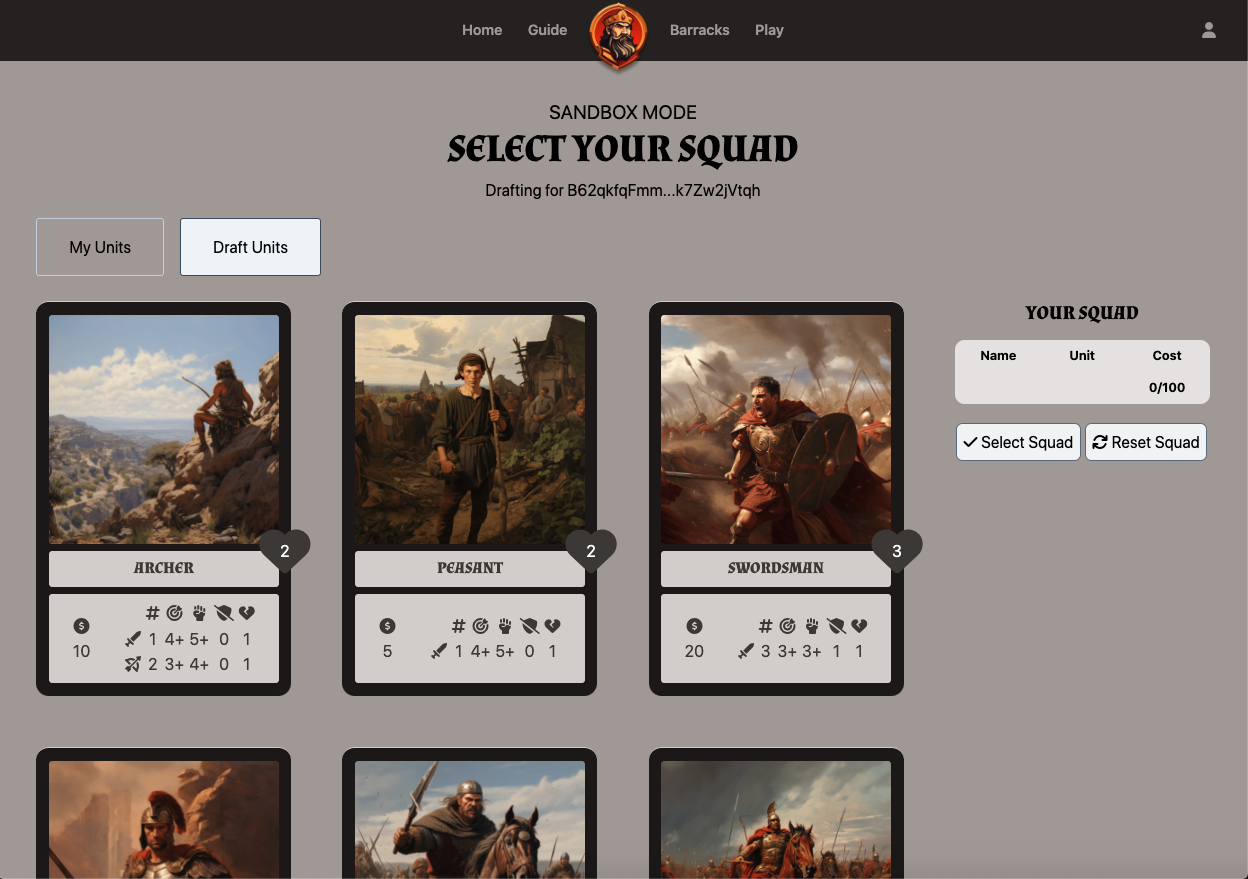 Home Guide Barracks Play
SANDBOX MODE
SELECT YOUR SQUAD
Drafting for B62qkfqFmm...k7Zw2jVtqh
My Units Draft Units
2
ARCHER
#
10
1 4+ 5+ 0 1
2 3+ 4+ 0 1
2
PEASANT
#
5
1 4+ 5+ 0 1
3
SWORDSMAN
#
20
3 3+ 3+ 1 1
YOUR SQUAD
Name Unit Cost
0/100
Select Squad Reset Squad